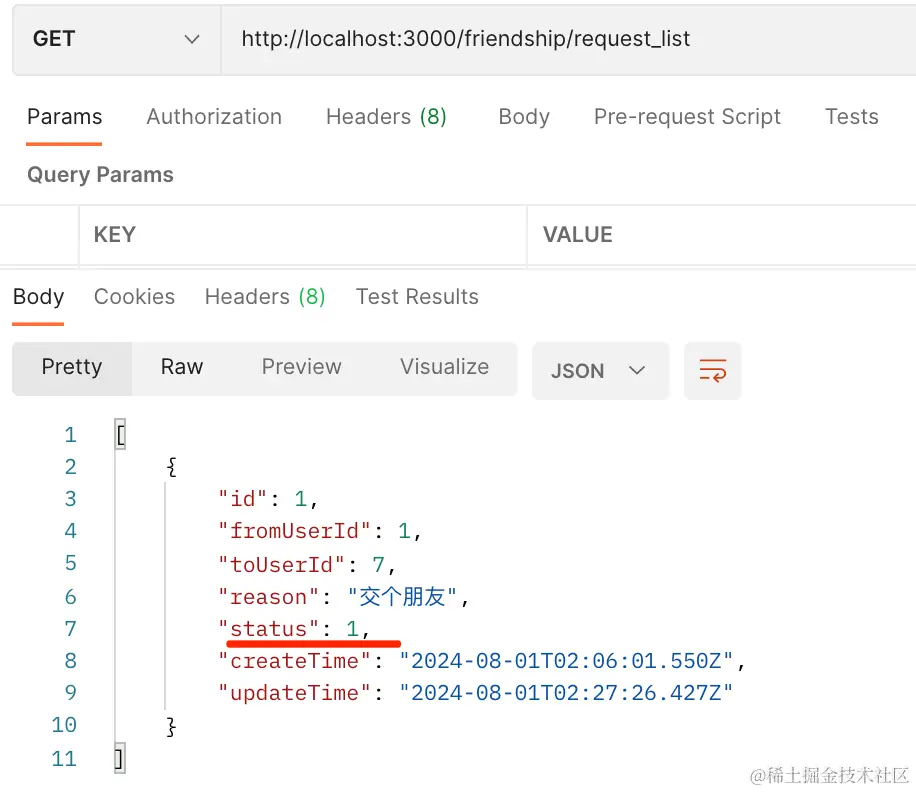 GET http://localhost:3000/friendship/request_list
Params Authorization Headers (8) Body Pre-request Script Tests
Query Params
KEY VALUE
Body Cookies Headers (8) Test Results
Pretty Raw Preview Visualize JSON
1 [
2 {
3 "id": 1,
4 "fromUserId": 1,
5 "toUserId": 7,
6 "reason": "交个朋友",
7 "status": 1,
8 "createTime": "2024-08-01T02:06:01.550Z",
9 "updateTime": "2024-08-01T02:27:26.427Z"
10 }
11 ]
@稀土掘金技术社区